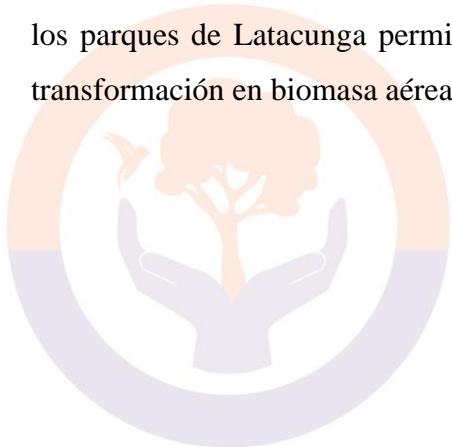 los parques de Latacunga permi
transformación en biomasa aérea